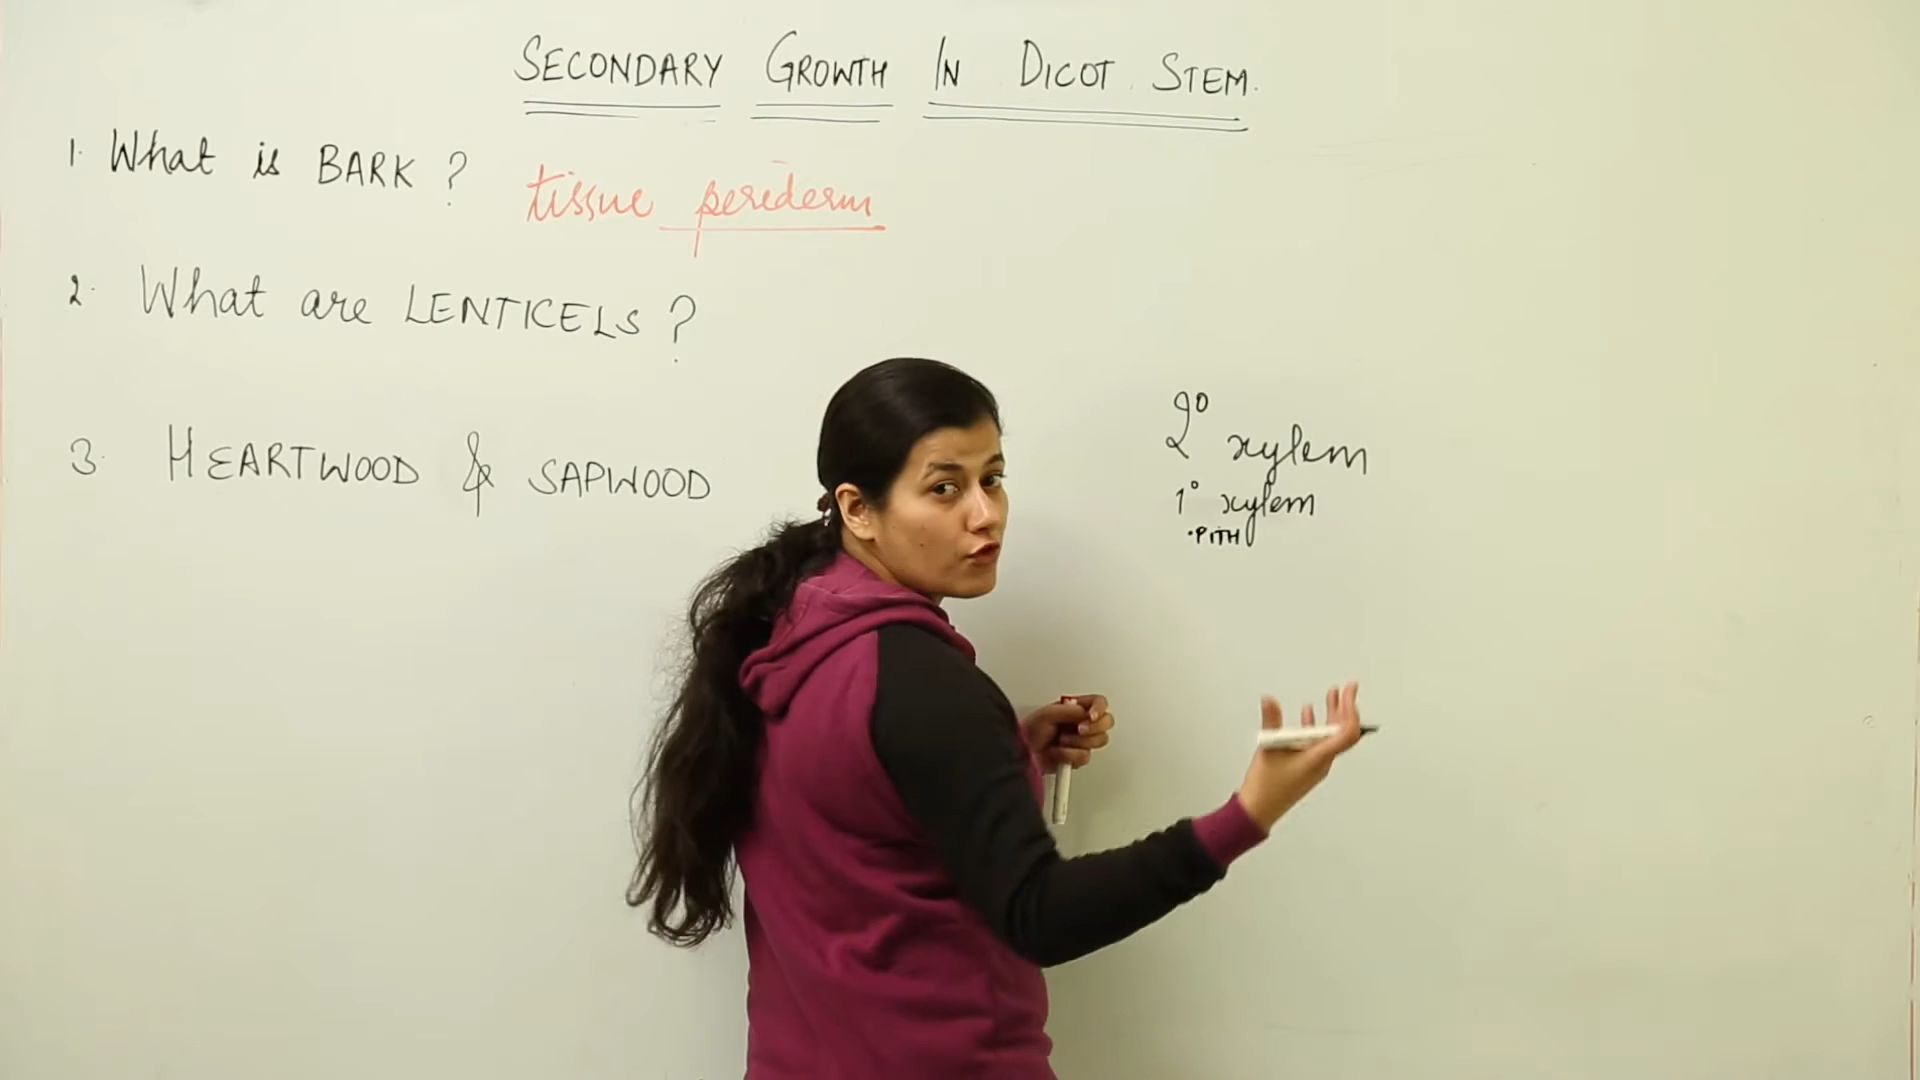 SECONDARY GROWTH IN DICOT STEM.
1. What is BARK ? tissue periderm
2. What are LENTICELS ?
3. HEARTWOOD & SAPWOOD
2° xylem
1° xylem
·PITH